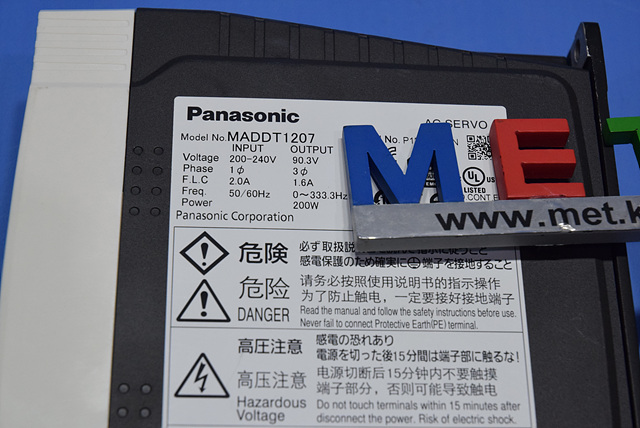 Panasonic AC SERVO
Model No. MADDT1207
INPUT OUTPUT
Voltage 200-240V 90.3V
Phase 1ϕ 3ϕ
F.L.C 2.0A 1.6A
Freq. 50/60Hz 0~333.3Hz
Power 200W
Panasonic Corporation
UL US
LISTED
MET
www.met.k
危険 必ず取扱説
感電保護のため確実に端子を接地すること
危险 请务必按照使用说明书的指示操作
为了防止触电，一定要接好接地端子
DANGER Read the manual and follow the safety instructions before use.
Never fail to connect Protective Earth(PE) terminal.
高圧注意 感電の恐れあり
電源を切った後15分間は端子部に触るな!
高压注意 电源切断后15分钟内不要触摸
端子部分，否则可能导致触电
Hazardous Do not touch terminals within 15 minutes after
Voltage disconnect the power. Risk of electric shock.